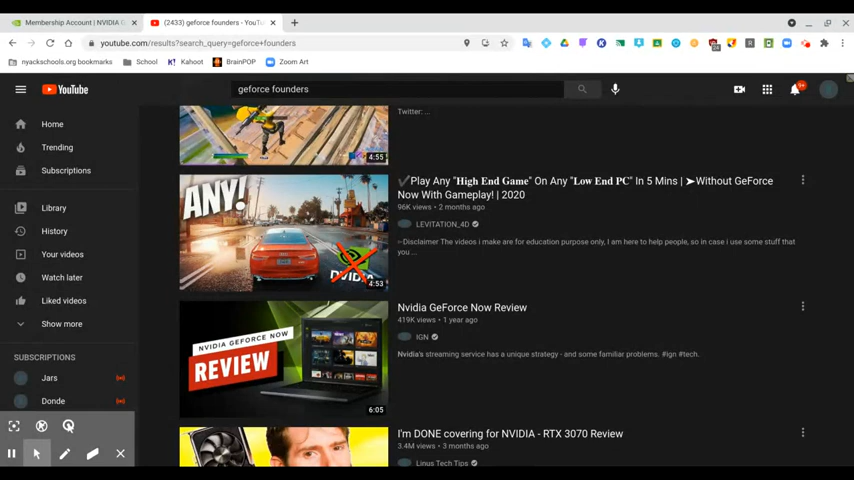 Membership Account | NVIDIA G
(2433) geforce founders - YouTu
youtube.com/results?search_query=geforce+founders
nyackschools.org bookmarks
School
Kahoot
BrainPOP
Zoom Art
YouTube
geforce founders
9+
Home
Trending
Subscriptions
Library
History
Your videos
Watch later
Liked videos
Show more
SUBSCRIPTIONS
Jars
Donde
Twitter: ...
4:55
✔Play Any "High End Game" On Any "Low End PC" In 5 Mins | ➤Without GeForce
Now With Gameplay! | 2020
96K views • 2 months ago
LEVITATION_4D
▻Disclaimer The videos i make are for education purpose only, I am here to help people, so in case i use some stuff that
you ...
ANY!
NVIDIA
4:53
Nvidia GeForce Now Review
419K views • 1 year ago
IGN
Nvidia's streaming service has a unique strategy - and some familiar problems. #ign #tech.
NVIDIA GEFORCE NOW
REVIEW
6:05
I'm DONE covering for NVIDIA - RTX 3070 Review
3.4M views • 3 months ago
Linus Tech Tips